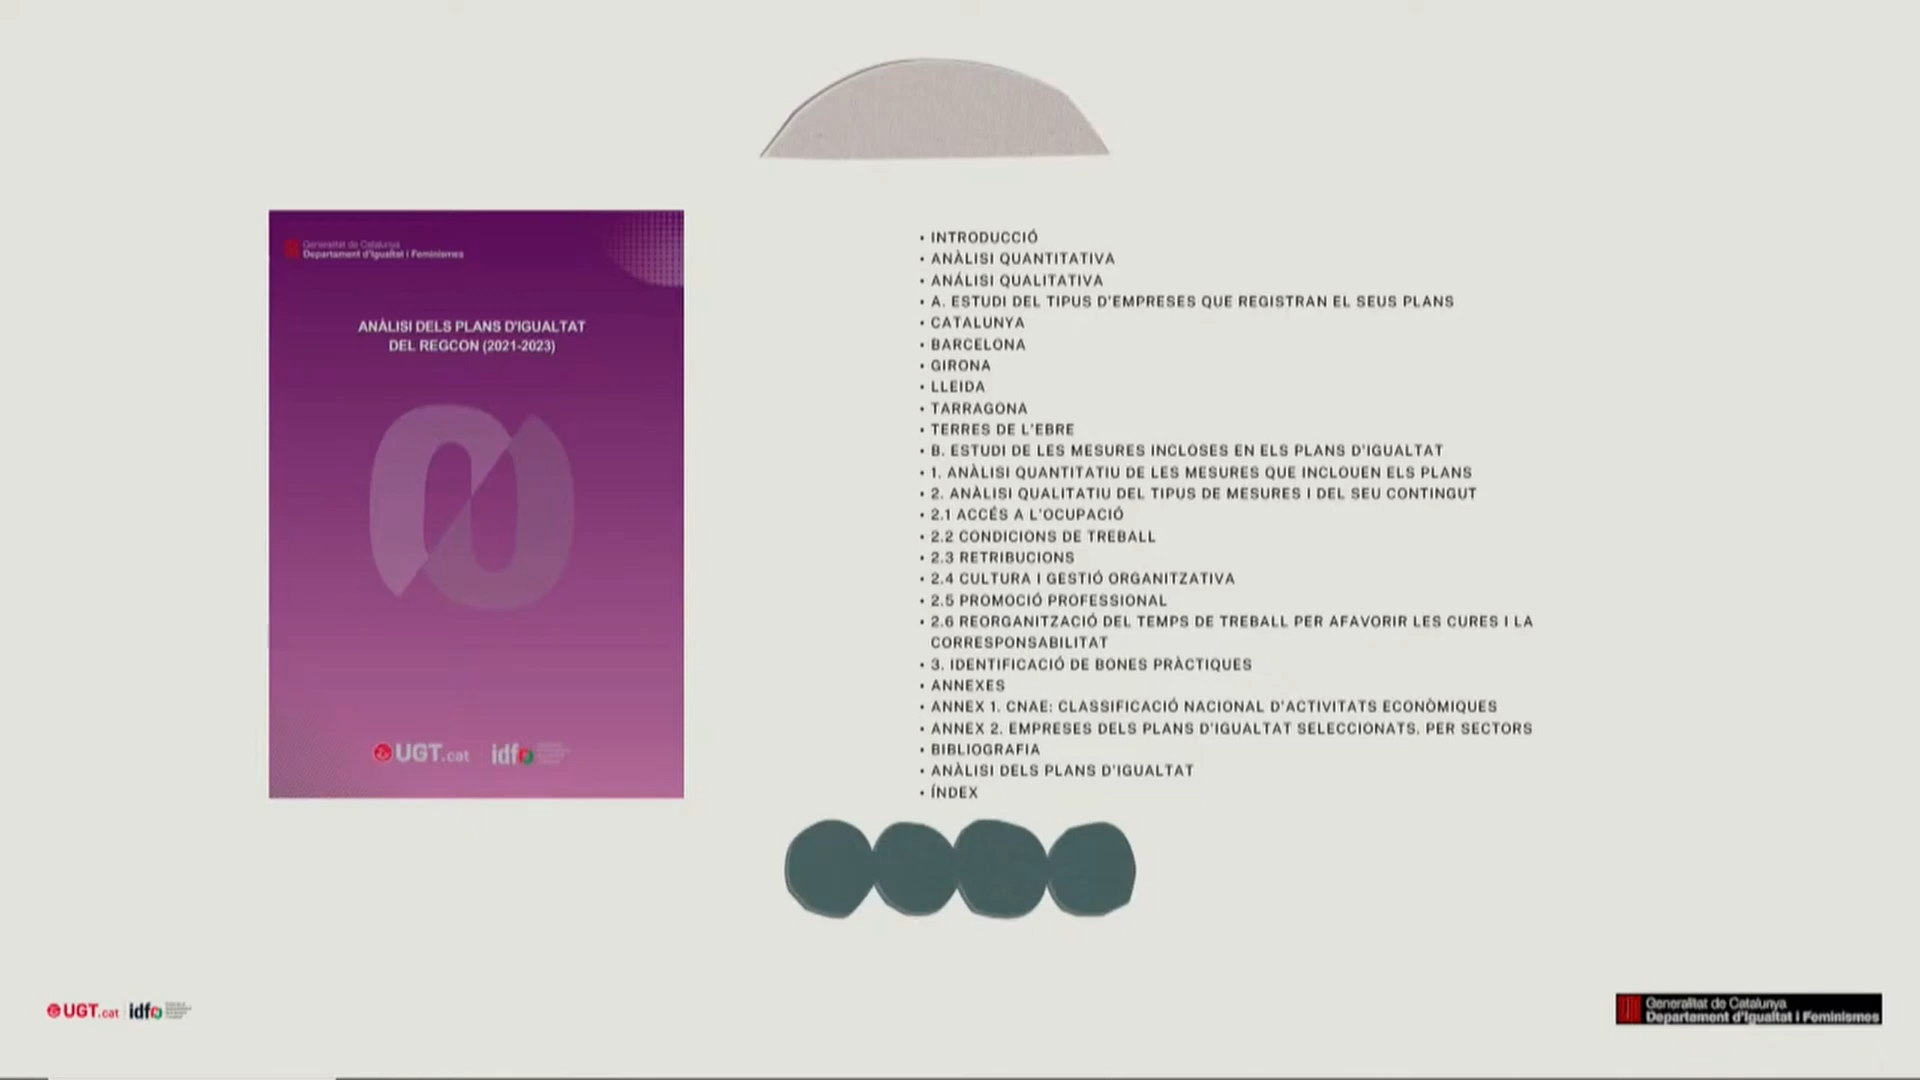 Generalitat de Catalunya
Departament d'Igualtat i Feminismes
ANÀLISI DELS PLANS D'IGUALTAT
DEL REGCON (2021-2023)
UGT.cat
idf
• INTRODUCCIÓ
• ANÀLISI QUANTITATIVA
• ANÁLISI QUALITATIVA
• A. ESTUDI DEL TIPUS D'EMPRESES QUE REGISTRAN EL SEUS PLANS
• CATALUNYA
• BARCELONA
• GIRONA
• LLEIDA
• TARRAGONA
• TERRES DE L'EBRE
• B. ESTUDI DE LES MESURES INCLOSES EN ELS PLANS D'IGUALTAT
• 1. ANÀLISI QUANTITATIU DE LES MESURES QUE INCLOUEN ELS PLANS
• 2. ANÀLISI QUALITATIU DEL TIPUS DE MESURES I DEL SEU CONTINGUT
• 2.1 ACCÉS A L'OCUPACIÓ
• 2.2 CONDICIONS DE TREBALL
• 2.3 RETRIBUCIONS
• 2.4 CULTURA I GESTIÓ ORGANITZATIVA
• 2.5 PROMOCIÓ PROFESSIONAL
• 2.6 REORGANITZACIÓ DEL TEMPS DE TREBALL PER AFAVORIR LES CURES I LA
CORRESPONSABILITAT
• 3. IDENTIFICACIÓ DE BONES PRÀCTIQUES
• ANNEXES
• ANNEX 1. CNAE: CLASSIFICACIÓ NACIONAL D'ACTIVITATS ECONÒMIQUES
• ANNEX 2. EMPRESES DELS PLANS D'IGUALTAT SELECCIONATS. PER SECTORS
• BIBLIOGRAFIA
• ANÀLISI DELS PLANS D'IGUALTAT
• ÍNDEX
UGT.cat
idf
Generalitat de Catalunya
Departament d'Igualtat i Feminismes